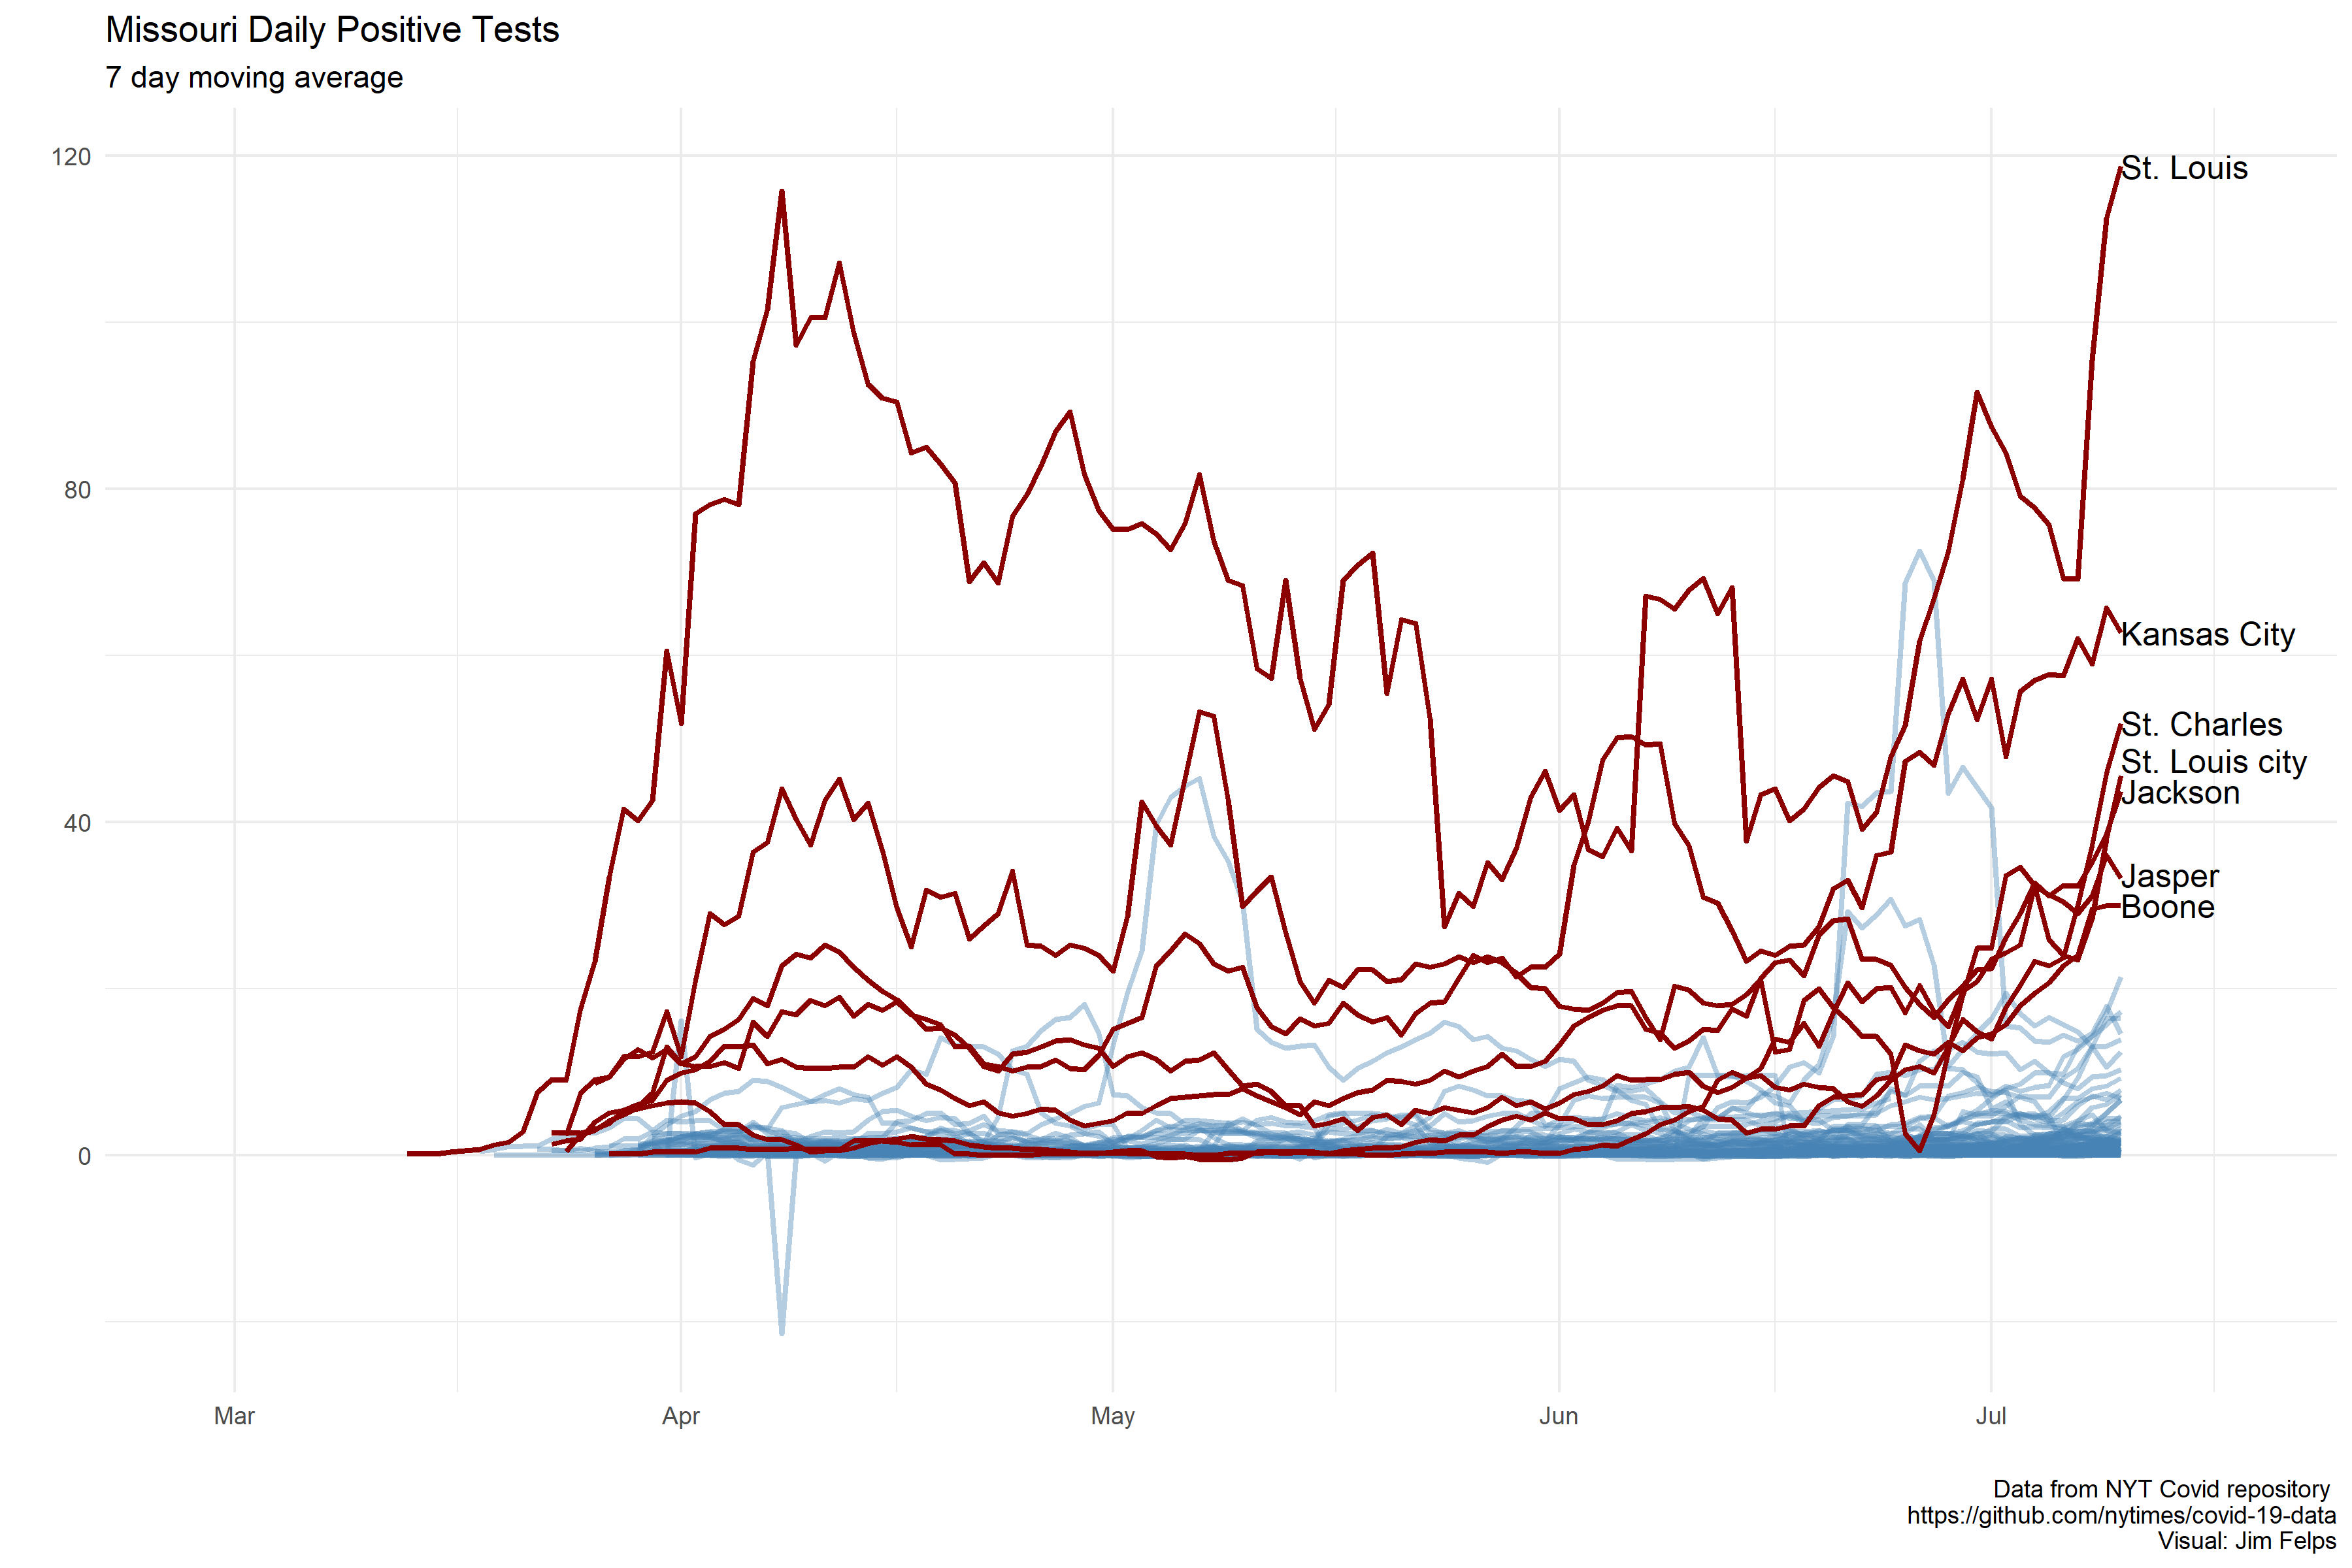 Missouri Daily Positive Tests
7 day moving average
120
80
40
0
St. Louis
Kansas City
St. Charles
St. Louis city
Jackson
Jasper
Boone
Mar Apr May Jun Jul
Data from NYT Covid repository
https://github.com/nytimes/covid-19-data
Visual: Jim Felps